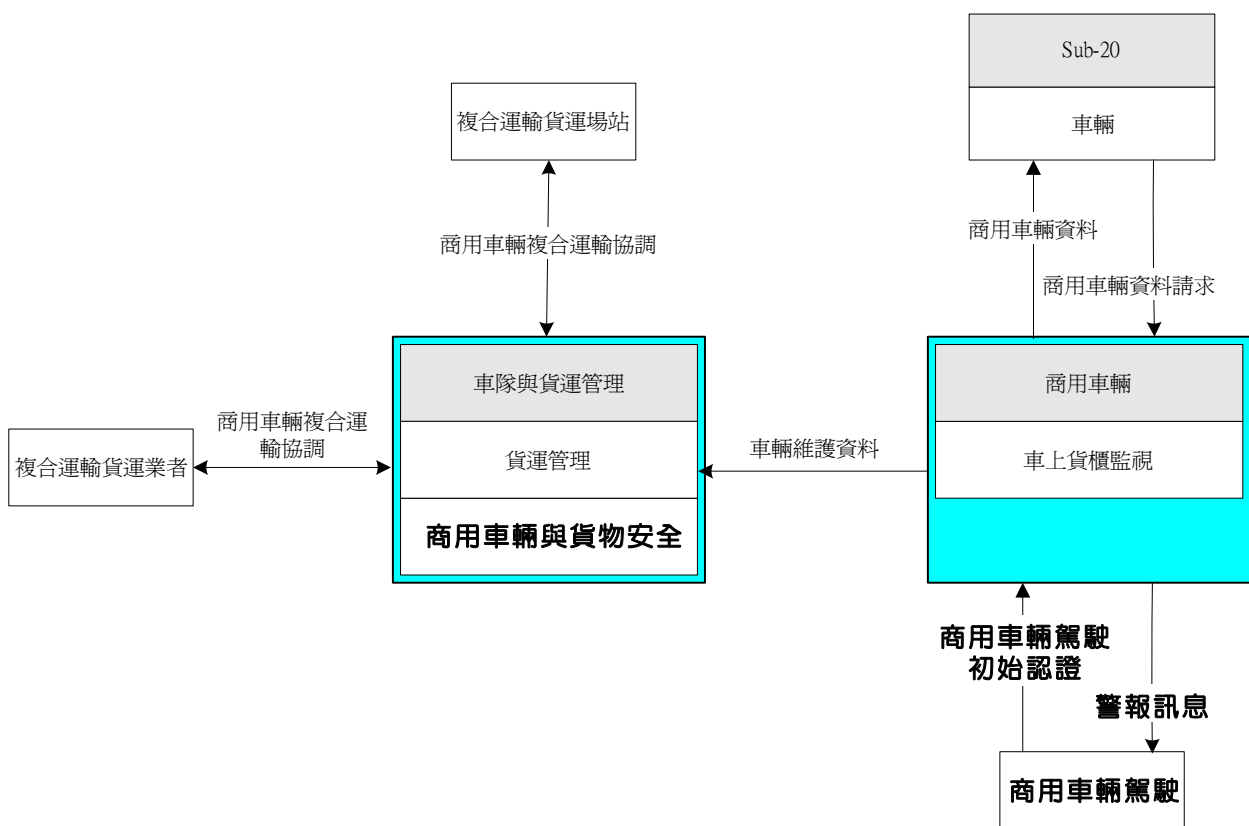 Sub-20
車輛
複合運輸貨運場站
商用車輛資料
商用車輛複合運輸協調
商用車輛資料請求
車隊與貨運管理
貨運管理
商用車輛與貨物安全
商用車輛
車上貨櫃監視
商用車輛複合運
輸協調
複合運輸貨運業者
車輛維護資料
商用車輛駕駛
初始認證
警報訊息
商用車輛駕駛